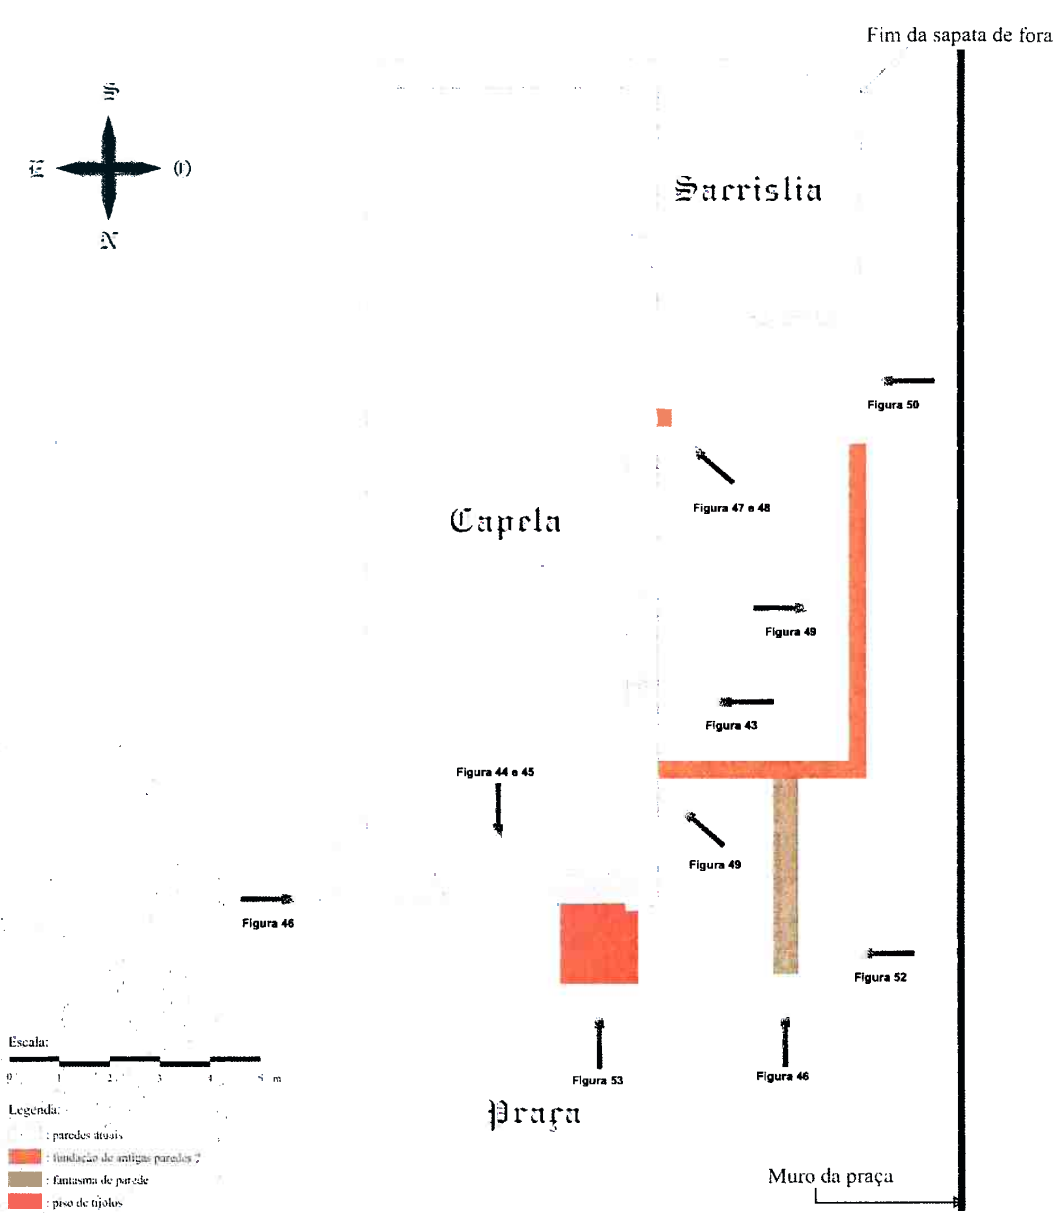 Fim da sapata de fora
S
E
O
N
Sacrislia
Figura 50
Figura 47 e 48
Capela
Figura 49
Figura 43
Figura 44 e 45
Figura 49
Figura 46
Figura 52
Figura 53
Figura 46
Praça
Escala:
0 1 2 3 4 5 m
Legenda:
: paredes atuais
: fundação de antigas paredes ?
: fantasma de parede
: piso de tijolos
Muro da praça